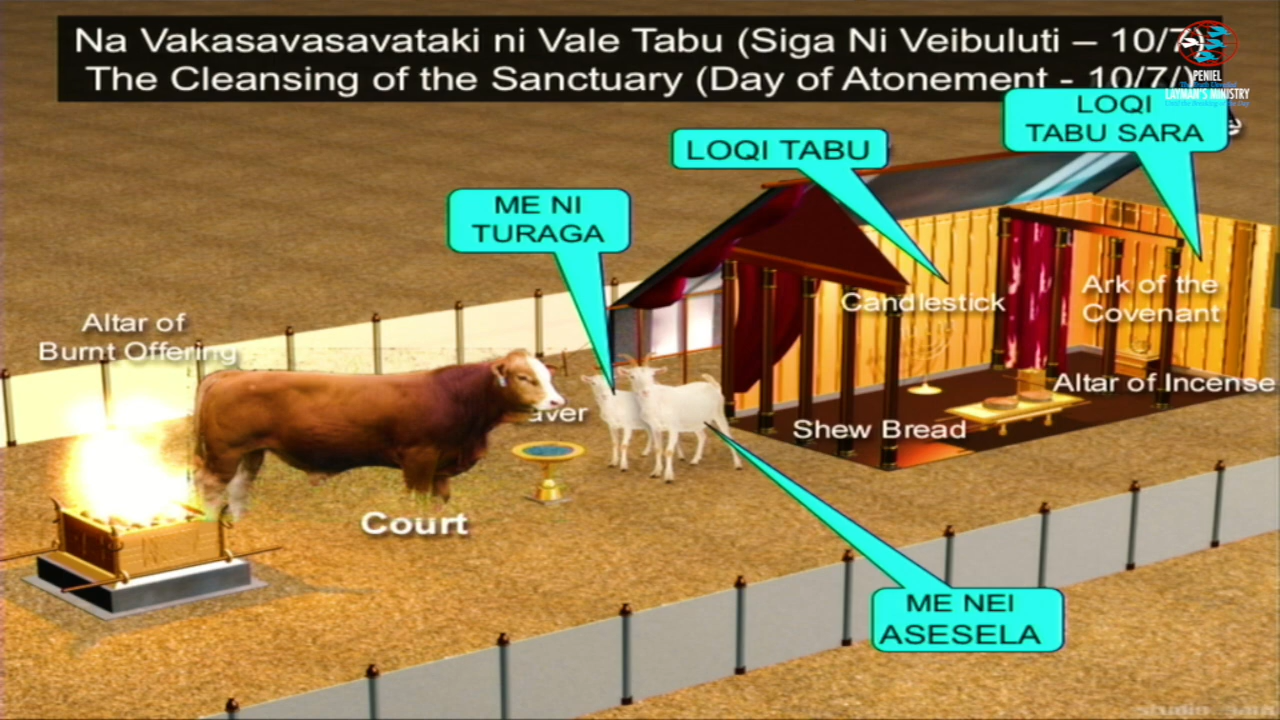 Na Vakasavasavataki ni Vale Tabu (Siga Ni Veibuluti – 10/7
The Cleansing of the Sanctuary (Day of Atonement - 10/7/)
PENIEL
LAYMAN'S MINISTRY
LOQI
TABU SARA
LOQI TABU
ME NI
TURAGA
Candlestick
Ark of the
Covenant
Altar of
Burnt Offering
Altar of Incense
Shew Bread
Court
ME NEI
ASESELA